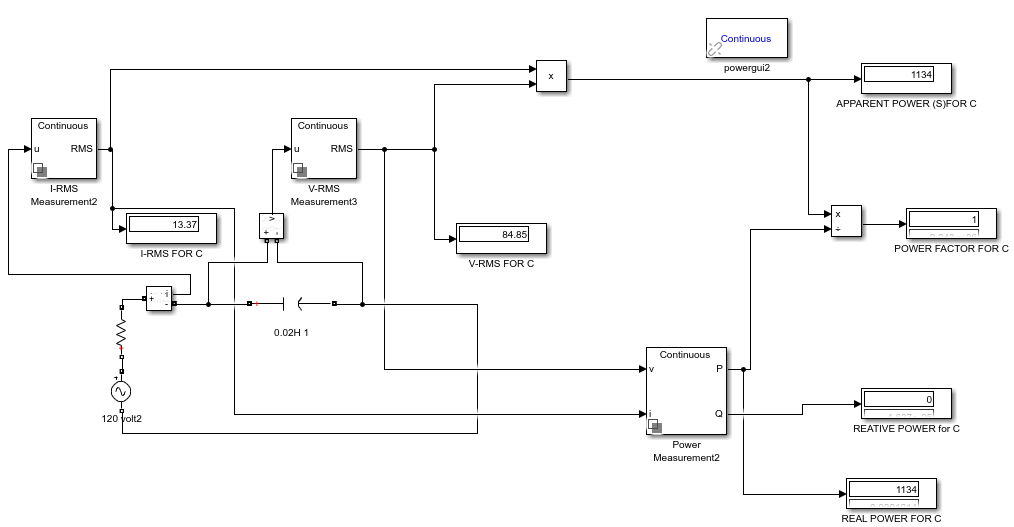 Continuous
powergui2
x
1134
APPARENT POWER (S)FOR C
Continuous
u
RMS
I-RMS
Measurement2
Continuous
u
RMS
V-RMS
Measurement3
13.37
I-RMS FOR C
>
+ -
84.85
V-RMS FOR C
x
÷
1
POWER FACTOR FOR C
i
+
-
0.02H 1
+
120 volt2
Continuous
v
P
i
Q
Power
Measurement2
0
REATIVE POWER for C
1134
REAL POWER FOR C